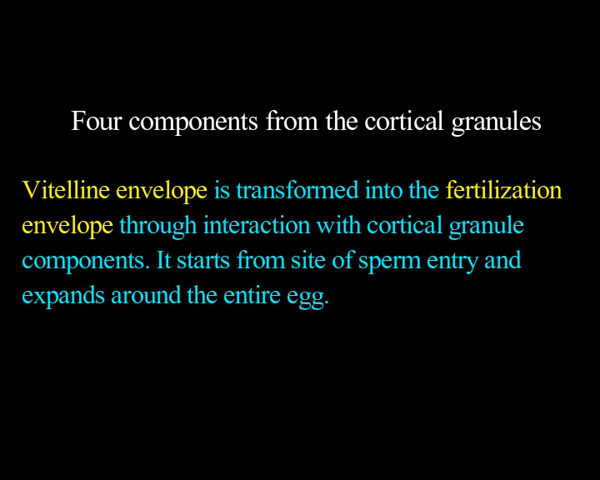 Four components from the cortical granules
Vitelline envelope is transformed into the fertilization
envelope through interaction with cortical granule
components. It starts from site of sperm entry and
expands around the entire egg.